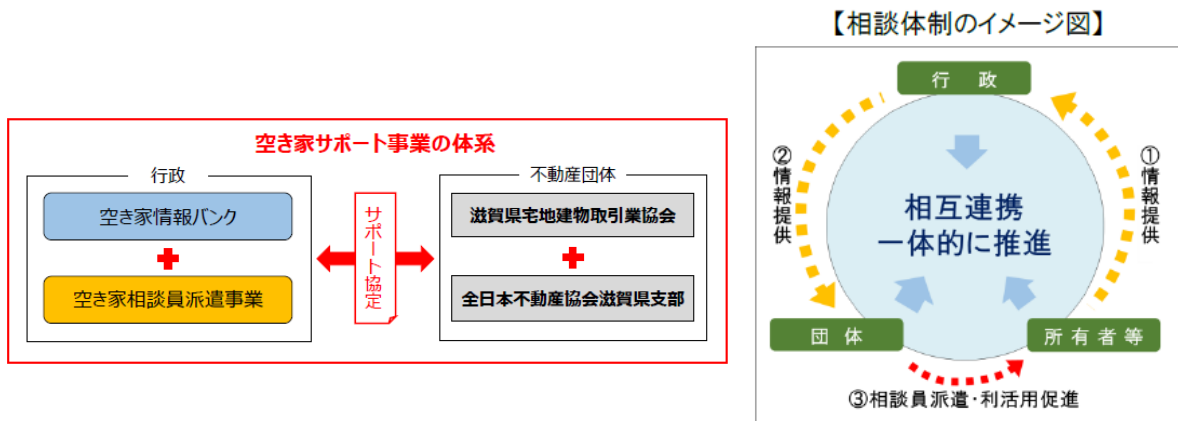 空き家サポート事業の体系
行政
空き家情報バンク
空き家相談員派遣事業
サポート協定
不動産団体
滋賀県宅地建物取引業協会
全日本不動産協会滋賀県支部
【相談体制のイメージ図】
行政
①情報提供
②情報提供
相互連携
一体的に推進
団体
所有者等
③相談員派遣・利活用促進